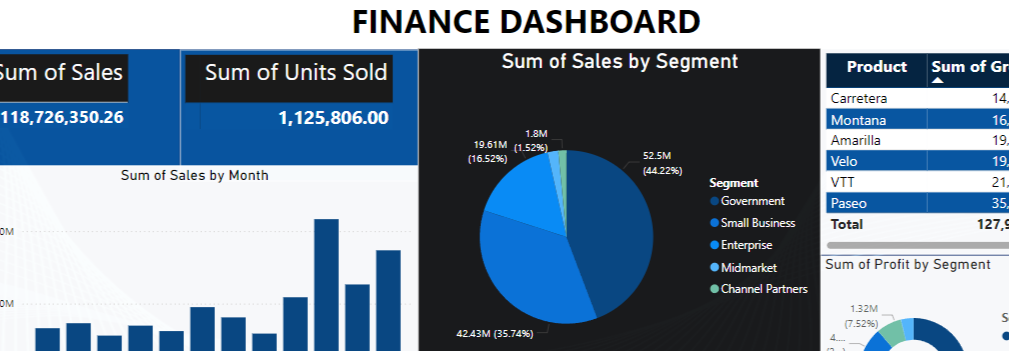 FINANCE DASHBOARD
Sum of Sales
118,726,350.26
Sum of Units Sold
1,125,806.00
Sum of Sales by Month
Sum of Sales by Segment
1.8M
(1.52%)
19.61M
(16.52%)
52.5M
(44.22%)
42.43M (35.74%)
Segment
Government
Small Business
Enterprise
Midmarket
Channel Partners
Product Sum of
Carretera 14,
Montana 16,
Amarilla 19,
Velo 19,
VTT 21,
Paseo 35,
Total 127,9
Sum of Profit by Segment
1.32M
(7.52%)
4....